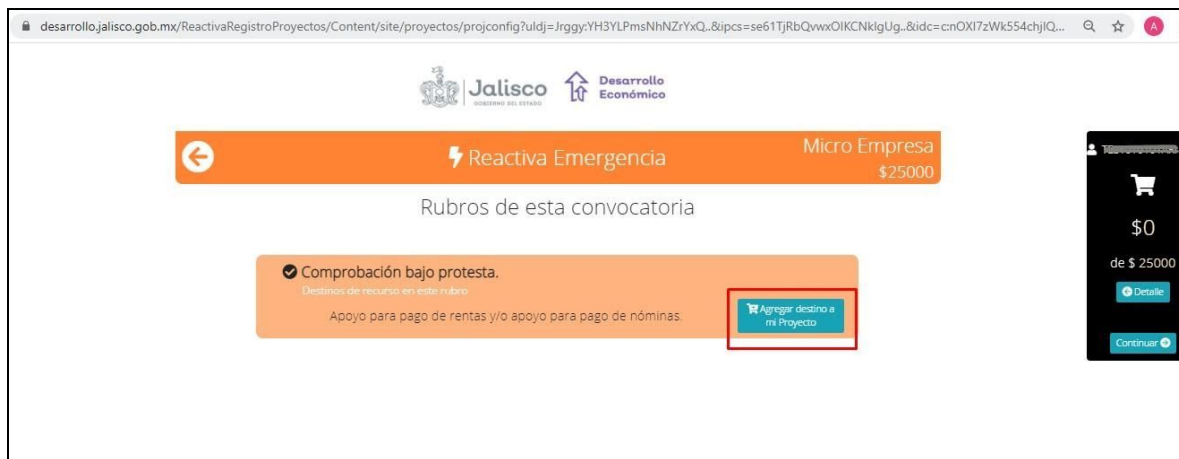 desarrollo.jalisco.gob.mx/ReactivaRegistroProyectos/Content/site/proyectos/projconfig?uIdj=Jrggy:YH3YLPmsNhNZrYxQ..&ipcs=se61TjRbQvwxOIKCNkIgUg..&idc=c:nOXI7zWk554chjIQ...
A
Jalisco
GOBIERNO DEL ESTADO
Desarrollo
Económico
Reactiva Emergencia
Micro Empresa
$25000
Rubros de esta convocatoria
$0
de $ 25000
Detalle
Continuar
Comprobación bajo protesta.
Destinos de recurso en este rubro
Apoyo para pago de rentas y/o apoyo para pago de nóminas.
Agregar destino a
mi Proyecto